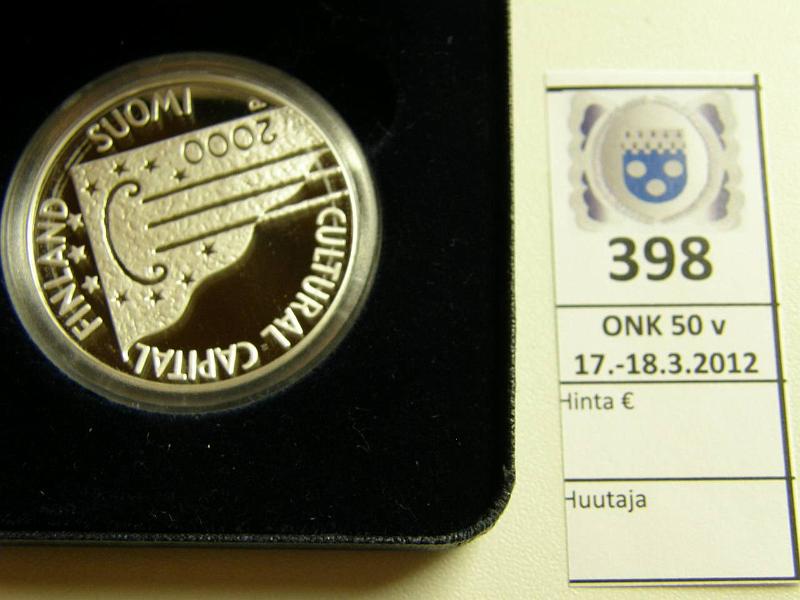 SUOMI
FINLAND
2000
P
CULTURAL CAPITAL
398
ONK 50 v
17.-18.3.2012
Hinta €
Huutaja